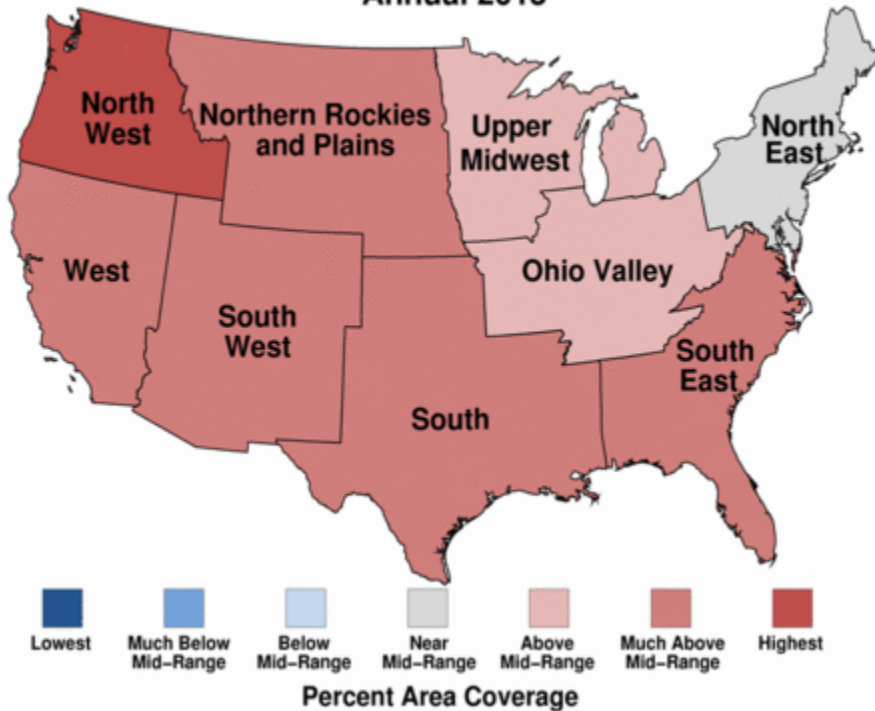 Annual
North
West
Northern Rockies
and Plains
Upper
Midwest
North
East
West
South
West
Ohio Valley
South
East
South
Lowest
Much Below
Mid-Range
Below
Mid-Range
Near
Mid-Range
Above
Mid-Range
Much Above
Mid-Range
Highest
Percent Area Coverage